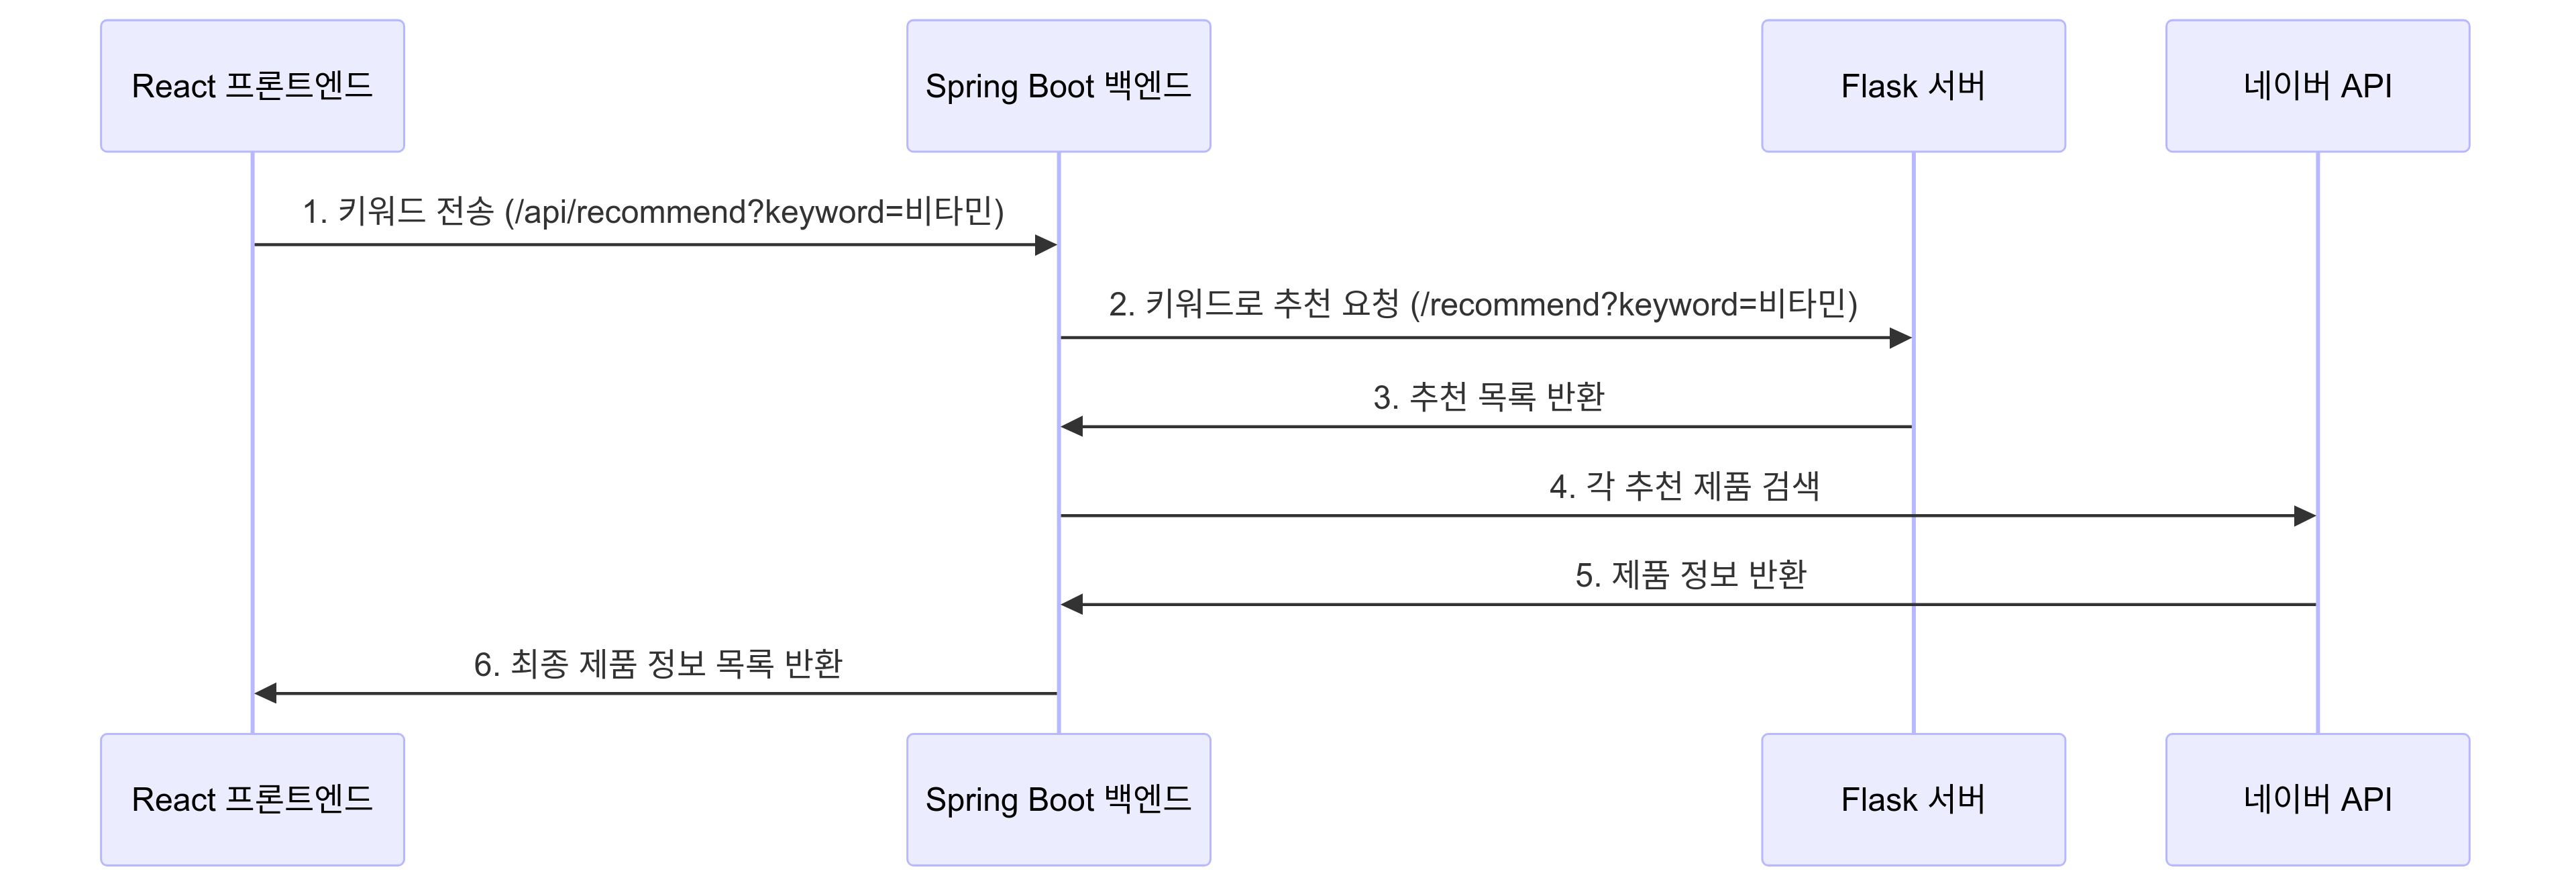 React 프론트엔드
Spring Boot 백엔드
Flask 서버
네이버 API
1. 키워드 전송 (/api/recommend?keyword=비타민)
2. 키워드로 추천 요청 (/recommend?keyword=비타민)
3. 추천 목록 반환
4. 각 추천 제품 검색
5. 제품 정보 반환
6. 최종 제품 정보 목록 반환
React 프론트엔드
Spring Boot 백엔드
Flask 서버
네이버 API